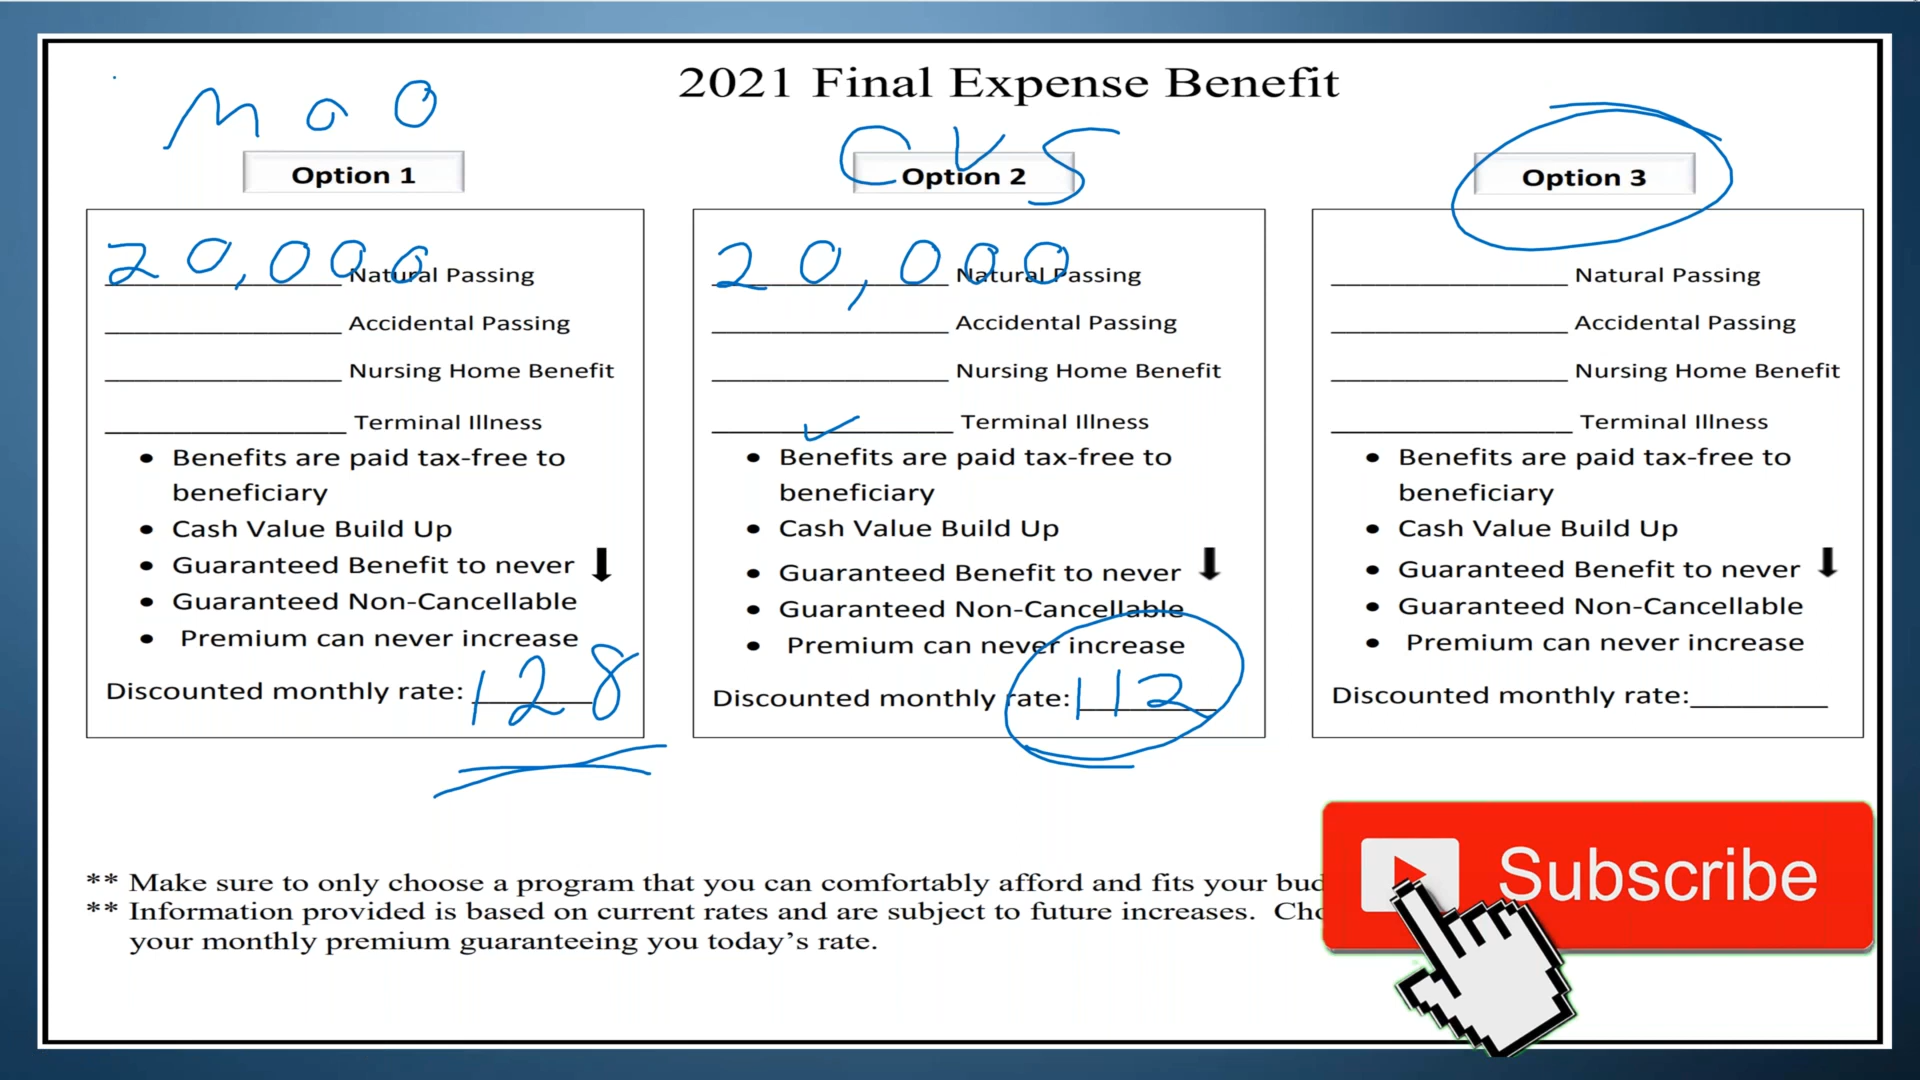 2021 Final Expense Benefit
M o O
C V S
Option 1
Option 2
Option 3
20,000 Natural Passing
Accidental Passing
Nursing Home Benefit
Terminal Illness
• Benefits are paid tax-free to
beneficiary
• Cash Value Build Up
• Guaranteed Benefit to never
• Guaranteed Non-Cancellable
• Premium can never increase
Discounted monthly rate: 128
20,000 Natural Passing
Accidental Passing
Nursing Home Benefit
✓ Terminal Illness
• Benefits are paid tax-free to
beneficiary
• Cash Value Build Up
• Guaranteed Benefit to never
• Guaranteed Non-Cancellable
• Premium can never increase
Discounted monthly rate: 112
Natural Passing
Accidental Passing
Nursing Home Benefit
Terminal Illness
• Benefits are paid tax-free to
beneficiary
• Cash Value Build Up
• Guaranteed Benefit to never
• Guaranteed Non-Cancellable
• Premium can never increase
Discounted monthly rate:
** Make sure to only choose a program that you can comfortably afford and fits your
** Information provided is based on current rates and are subject to future increases.
your monthly premium guaranteeing you today’s rate.
Subscribe